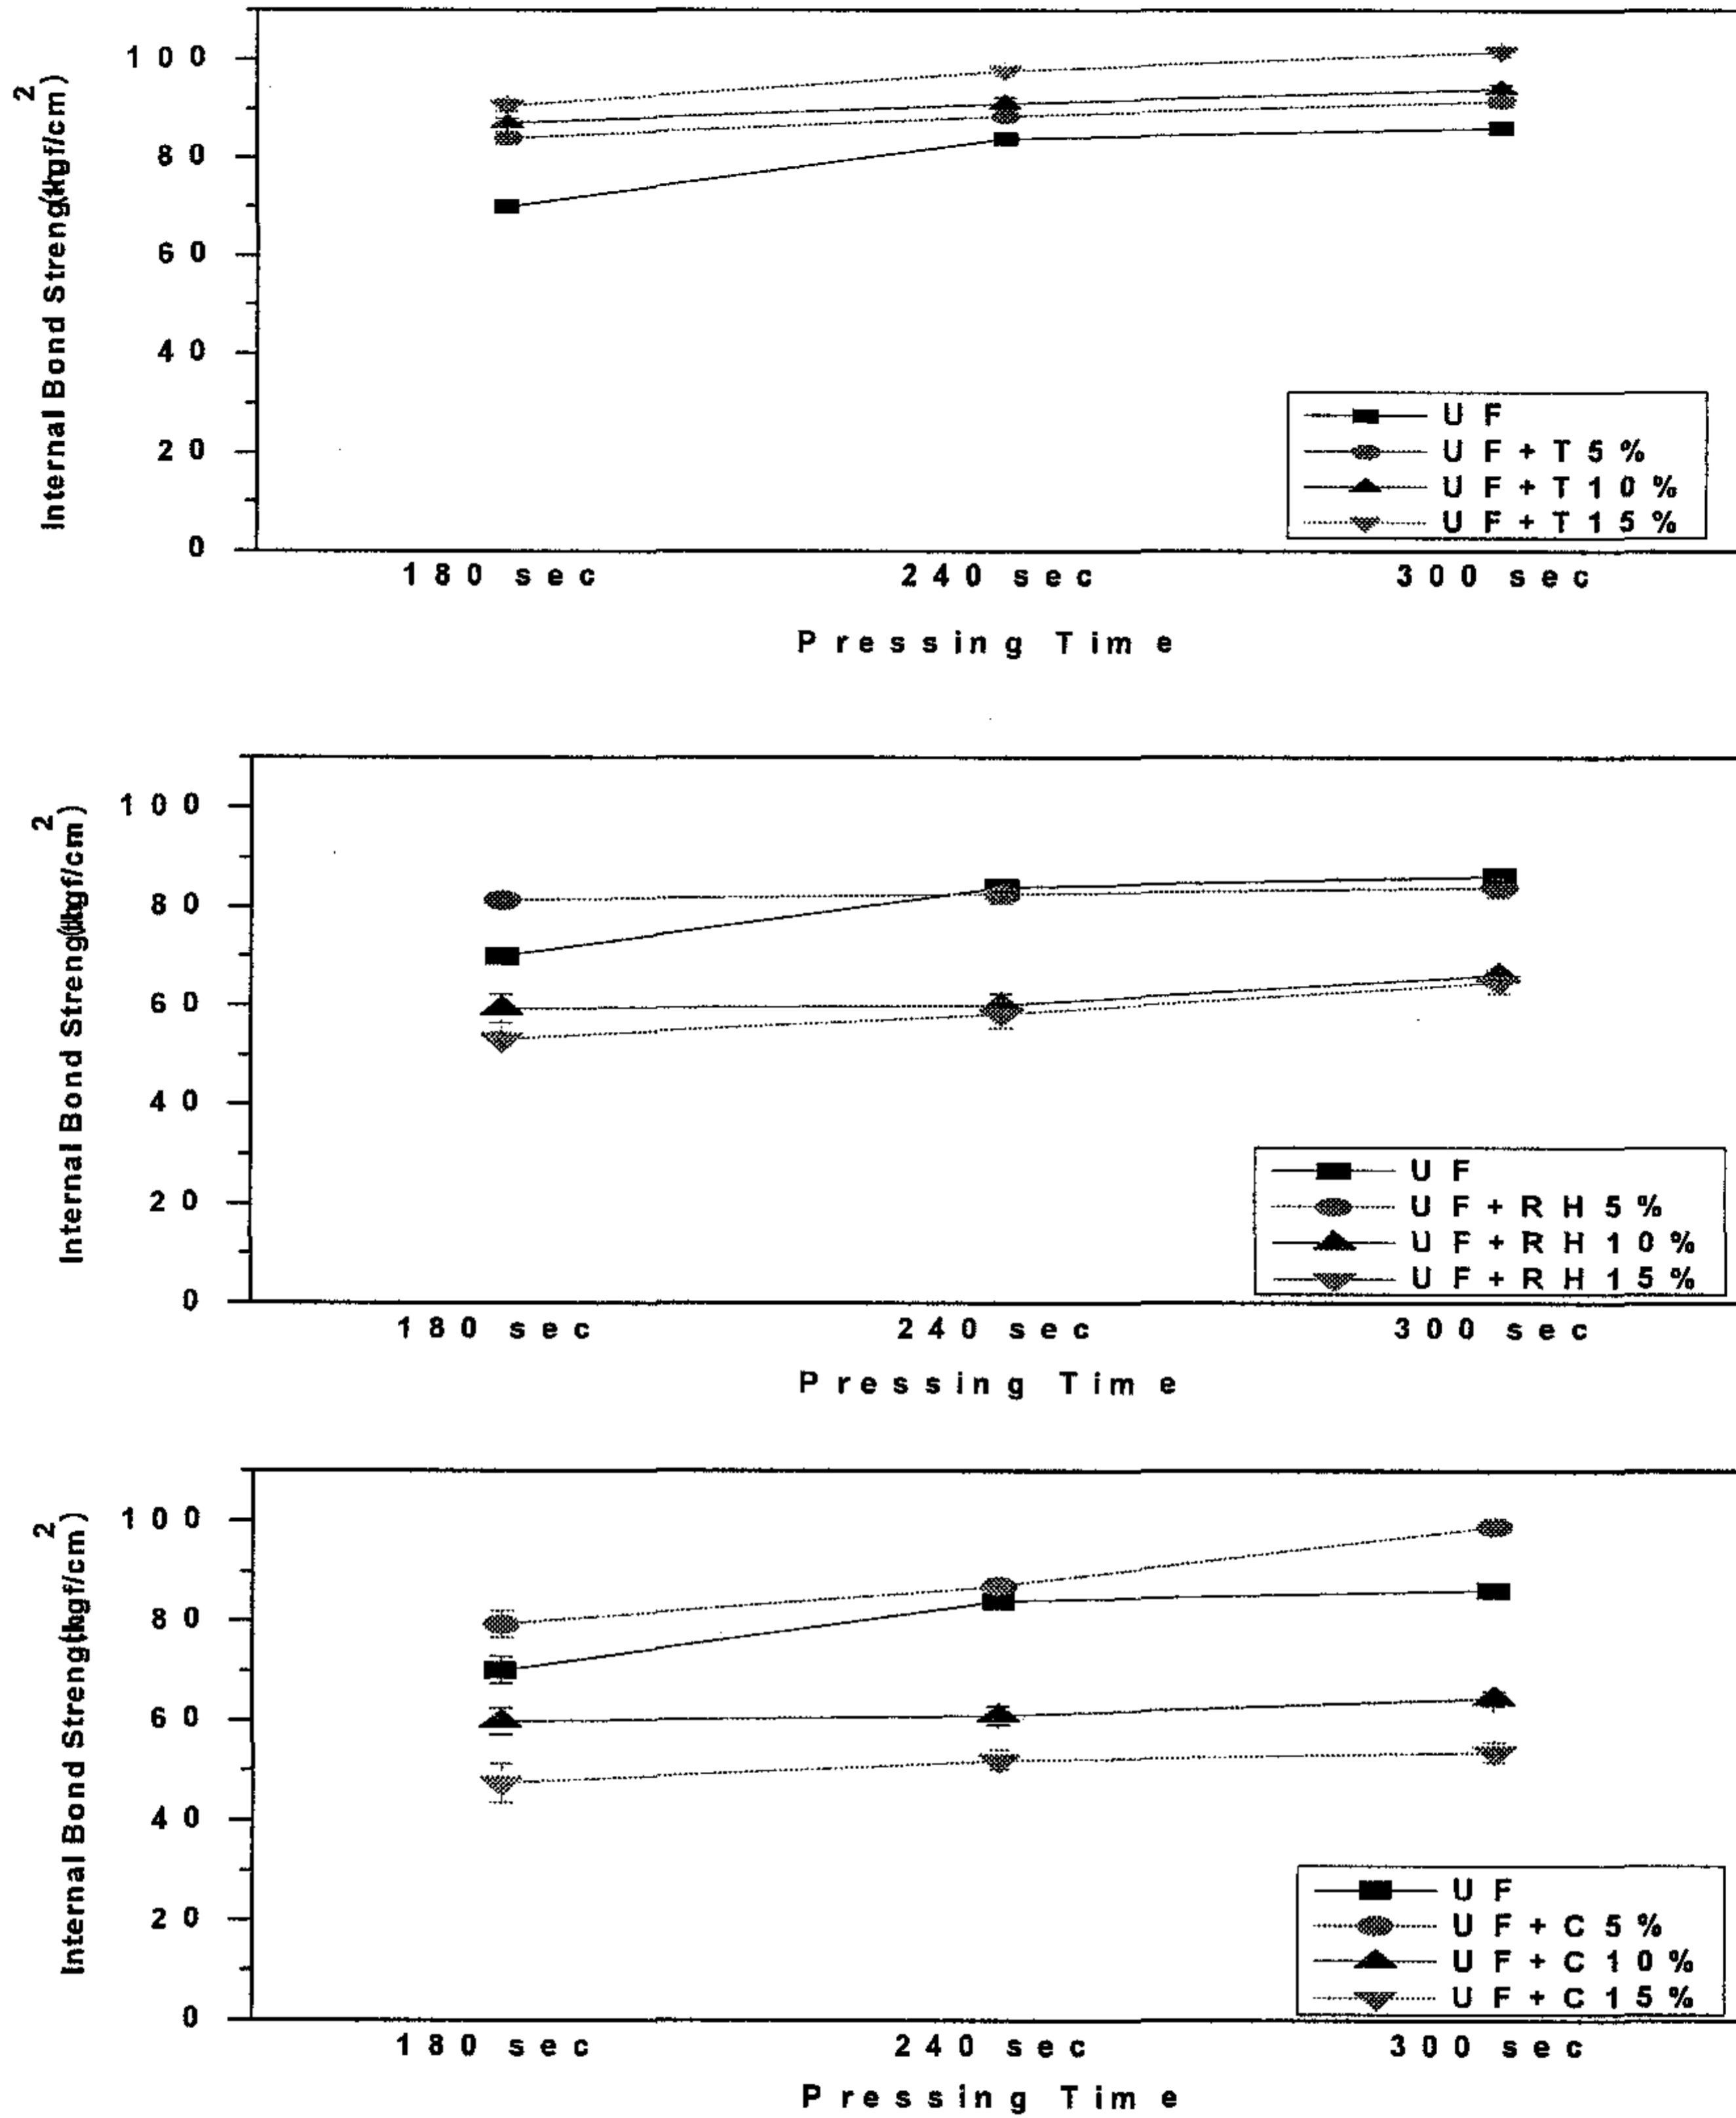 Internal Bond Strength(kgf/cm2)
100
80
60
40
20
0
UF
UF+T5%
UF+T10%
UF+T15%
180 sec 240 sec 300 sec
Pressing Time
Internal Bond Strength(kgf/cm2)
100
80
60
40
20
0
UF
UF+RH5%
UF+RH10%
UF+RH15%
180 sec 240 sec 300 sec
Pressing Time
Internal Bond Strength(kgf/cm2)
100
80
60
40
20
0
UF
UF+C5%
UF+C10%
UF+C15%
180 sec 240 sec 300 sec
Pressing Time